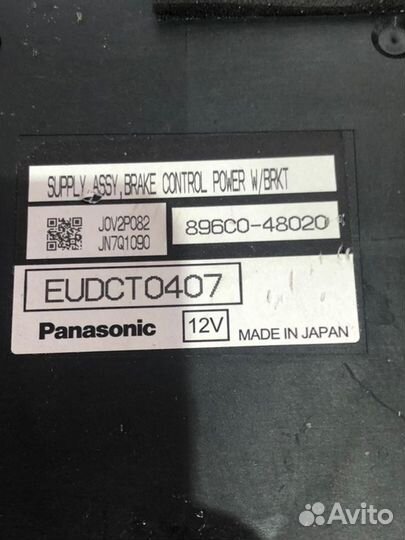 SUPPLY ASSY,BRAKE CONTROL POWER W/BRKT
J0V2P082
JN7Q1090
896C0-48020
EUDCT0407
Panasonic
12V
MADE IN JAPAN
Avito